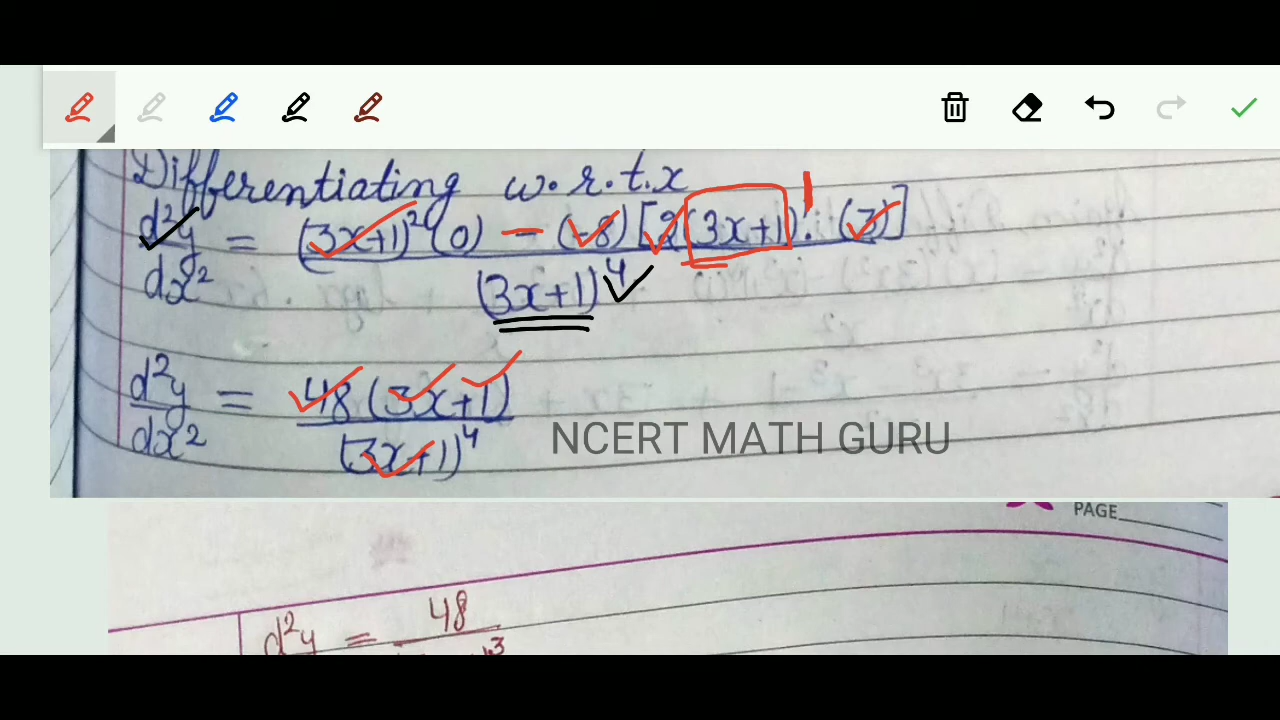 Differentiating w.r.t.x
d²y/dx² = (3x+1)²(0) - (-8)[2(3x+1)¹.(3)] / (3x+1)⁴
d²y/dx² = 48(3x+1) / (3x+1)⁴
NCERT MATH GURU
PAGE
d²y = 48
3